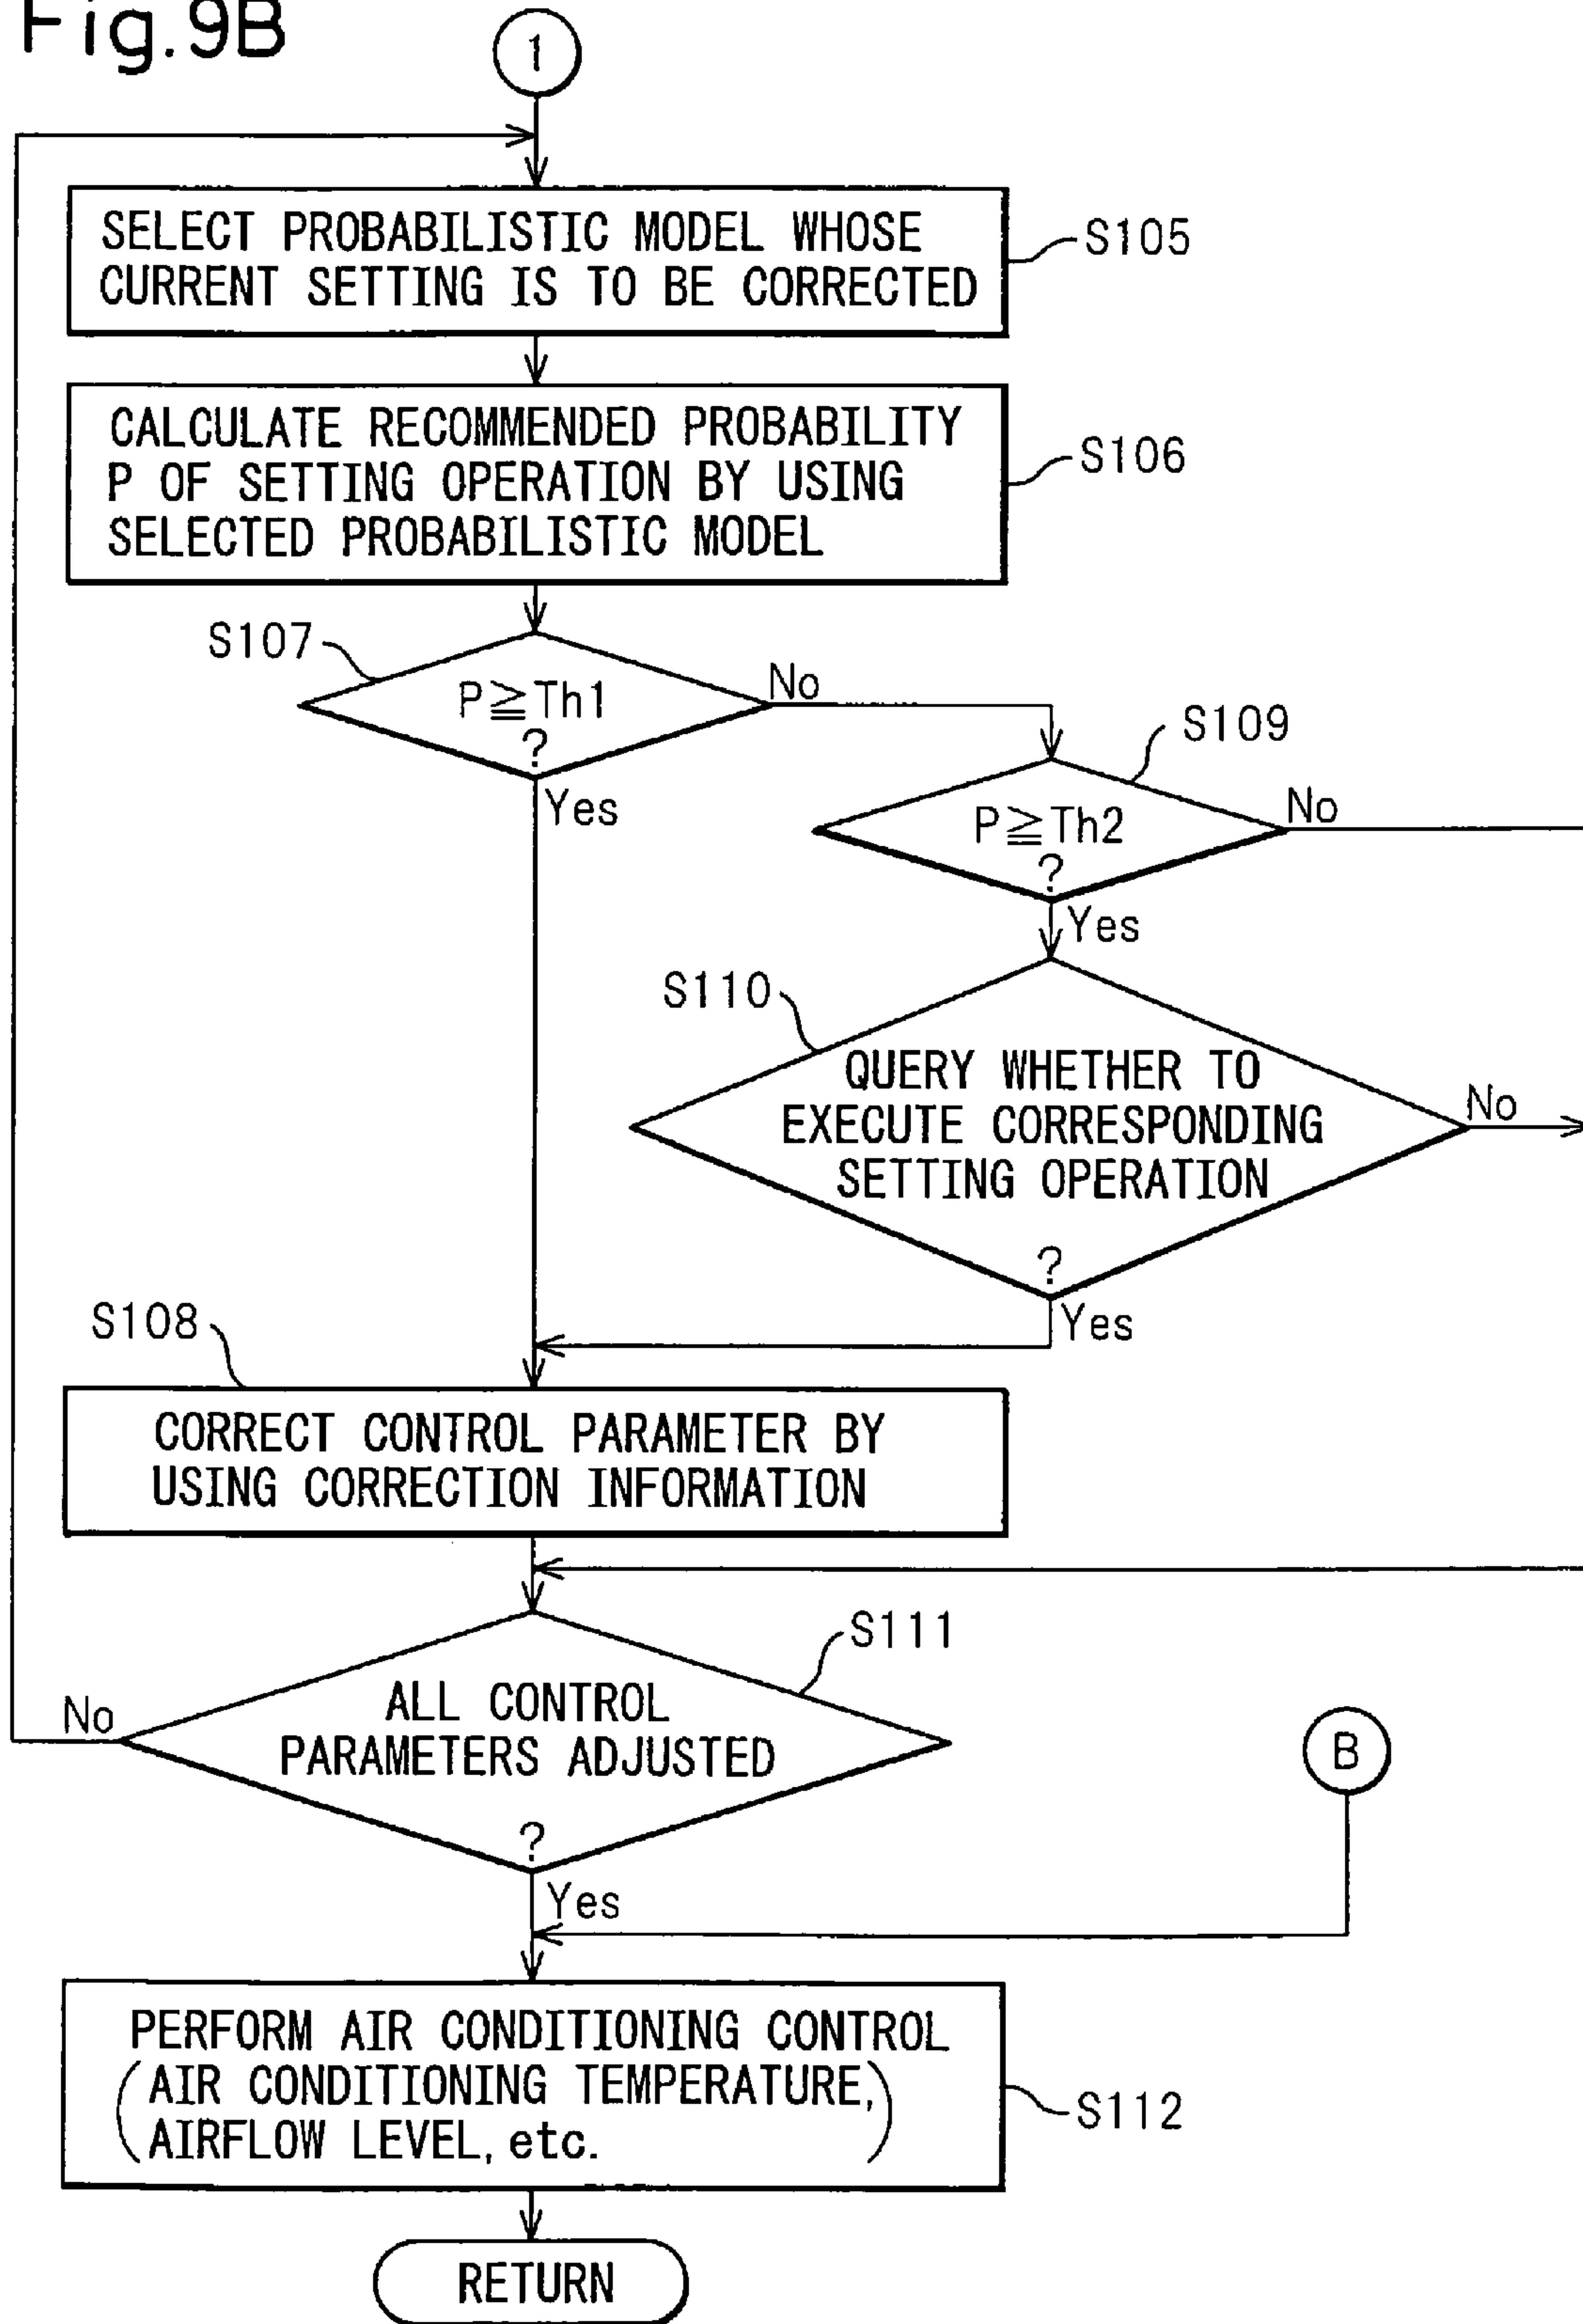 Fig.9B
1
SELECT PROBABILISTIC MODEL WHOSE
CURRENT SETTING IS TO BE CORRECTED
S105
CALCULATE RECOMMENDED PROBABILITY
P OF SETTING OPERATION BY USING
SELECTED PROBABILISTIC MODEL
S106
S107
P≧Th1
?
No
Yes
S109
P≧Th2
?
No
Yes
S110
QUERY WHETHER TO
EXECUTE CORRESPONDING
SETTING OPERATION
?
No
Yes
S108
CORRECT CONTROL PARAMETER BY
USING CORRECTION INFORMATION
S111
ALL CONTROL
PARAMETERS ADJUSTED
?
No
Yes
B
PERFORM AIR CONDITIONING CONTROL
(AIR CONDITIONING TEMPERATURE,
AIRFLOW LEVEL, etc.)
S112
RETURN